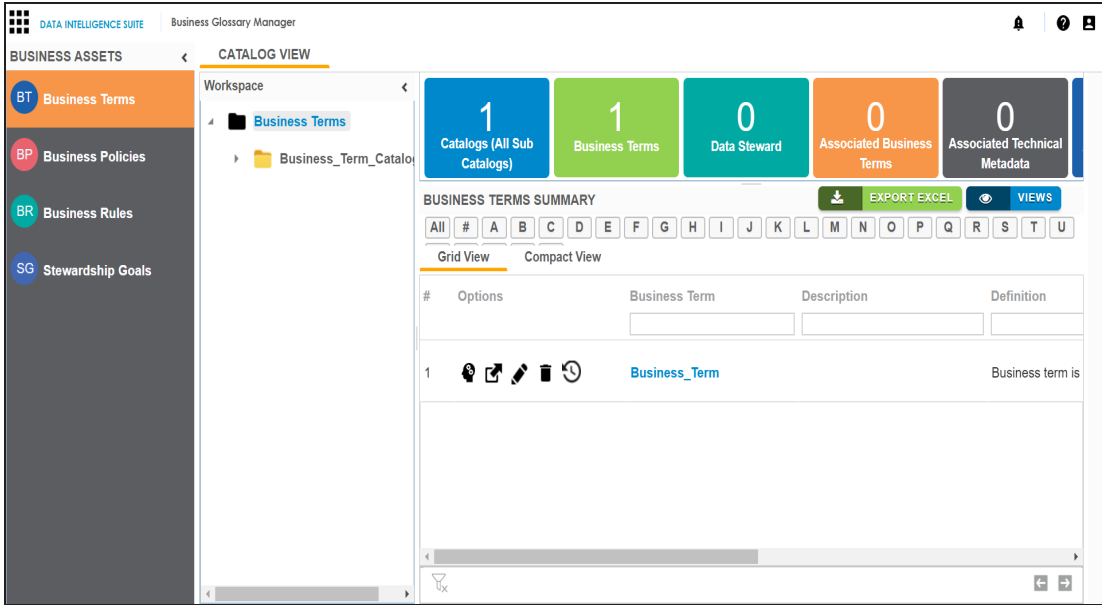 DATA INTELLIGENCE SUITE
Business Glossary Manager
BUSINESS ASSETS
CATALOG VIEW
BT Business Terms
BP Business Policies
BR Business Rules
SG Stewardship Goals
Workspace
Business Terms
Business_Term_Catalo
1
Catalogs (All Sub
Catalogs)
1
Business Terms
0
Data Steward
0
Associated Business
Terms
0
Associated Technical
Metadata
BUSINESS TERMS SUMMARY
EXPORT EXCEL
VIEWS
All # A B C D E F G H I J K L M N O P Q R S T U
Grid View Compact View
# Options Business Term Description Definition
1 Business_Term Business term is